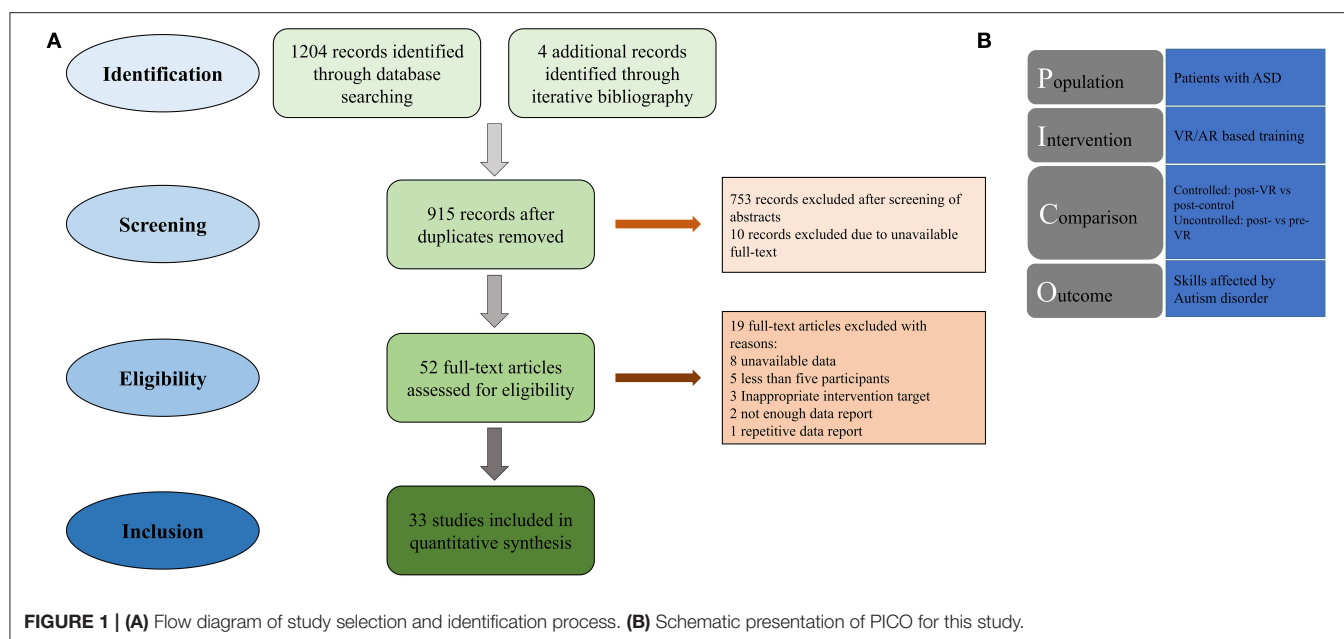 A
Identification
1204 records identified
through database
searching
4 additional records
identified through
iterative bibliography
Screening
915 records after
duplicates removed
753 records excluded after screening of
abstracts
10 records excluded due to unavailable
full-text
Eligibility
52 full-text articles
assessed for eligibility
19 full-text articles excluded with
reasons:
8 unavailable data
5 less than five participants
3 Inappropriate intervention target
2 not enough data report
1 repetitive data report
Inclusion
33 studies included in
quantitative synthesis
B
Population
Patients with ASD
Intervention
VR/AR based training
Comparison
Controlled: post-VR vs
post-control
Uncontrolled: post- vs pre-
VR
Outcome
Skills affected by
Autism disorder
FIGURE 1 | (A) Flow diagram of study selection and identification process. (B) Schematic presentation of PICO for this study.